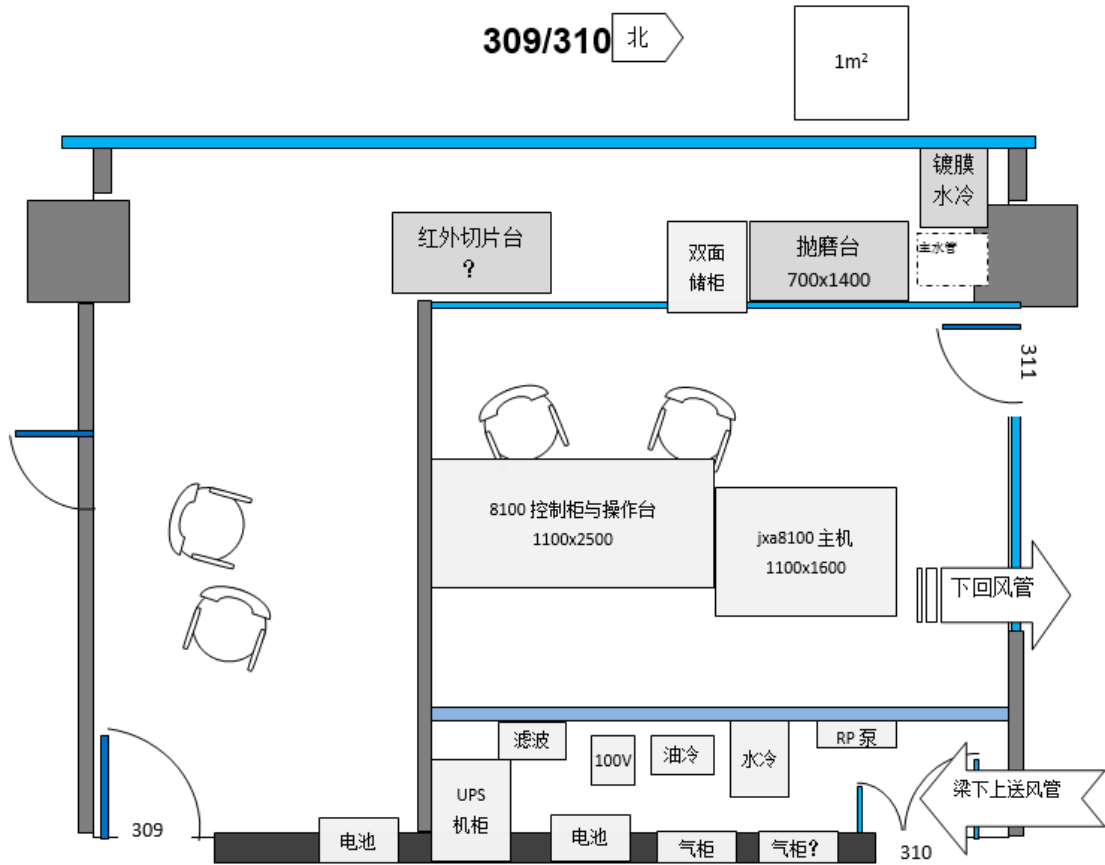 309/310
北
1m²
镀膜
水冷
红外切片台
?
双面
储柜
抛磨台
700x1400
主水管
311
8100 控制柜与操作台
1100x2500
jxa8100 主机
1100x1600
下回风管
滤波
100V
油冷
水冷
RP 泵
UPS
机柜
梁下上送风管
309
电池
电池
气柜
气柜?
310